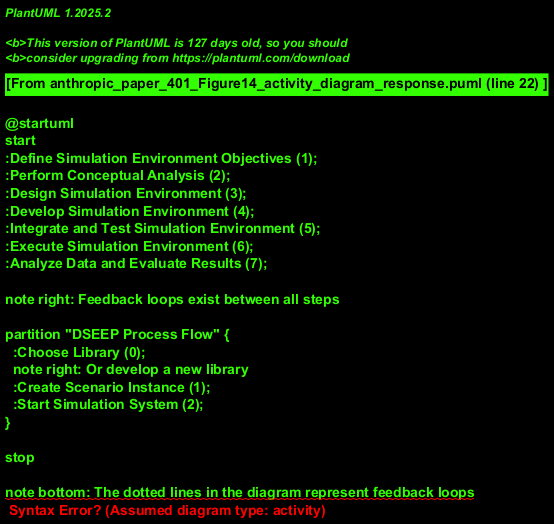 PlantUML 1.2025.2
<b>This version of PlantUML is 127 days old, so you should
<b>consider upgrading from https://plantuml.com/download
[From anthropic_paper_401_Figure14_activity_diagram_response.puml (line 22) ]
@startuml
start
:Define Simulation Environment Objectives (1);
:Perform Conceptual Analysis (2);
:Design Simulation Environment (3);
:Develop Simulation Environment (4);
:Integrate and Test Simulation Environment (5);
:Execute Simulation Environment (6);
:Analyze Data and Evaluate Results (7);
note right: Feedback loops exist between all steps
partition "DSEEP Process Flow" {
:Choose Library (0);
note right: Or develop a new library
:Create Scenario Instance (1);
:Start Simulation System (2);
}
stop
note bottom: The dotted lines in the diagram represent feedback loops
Syntax Error? (Assumed diagram type: activity)